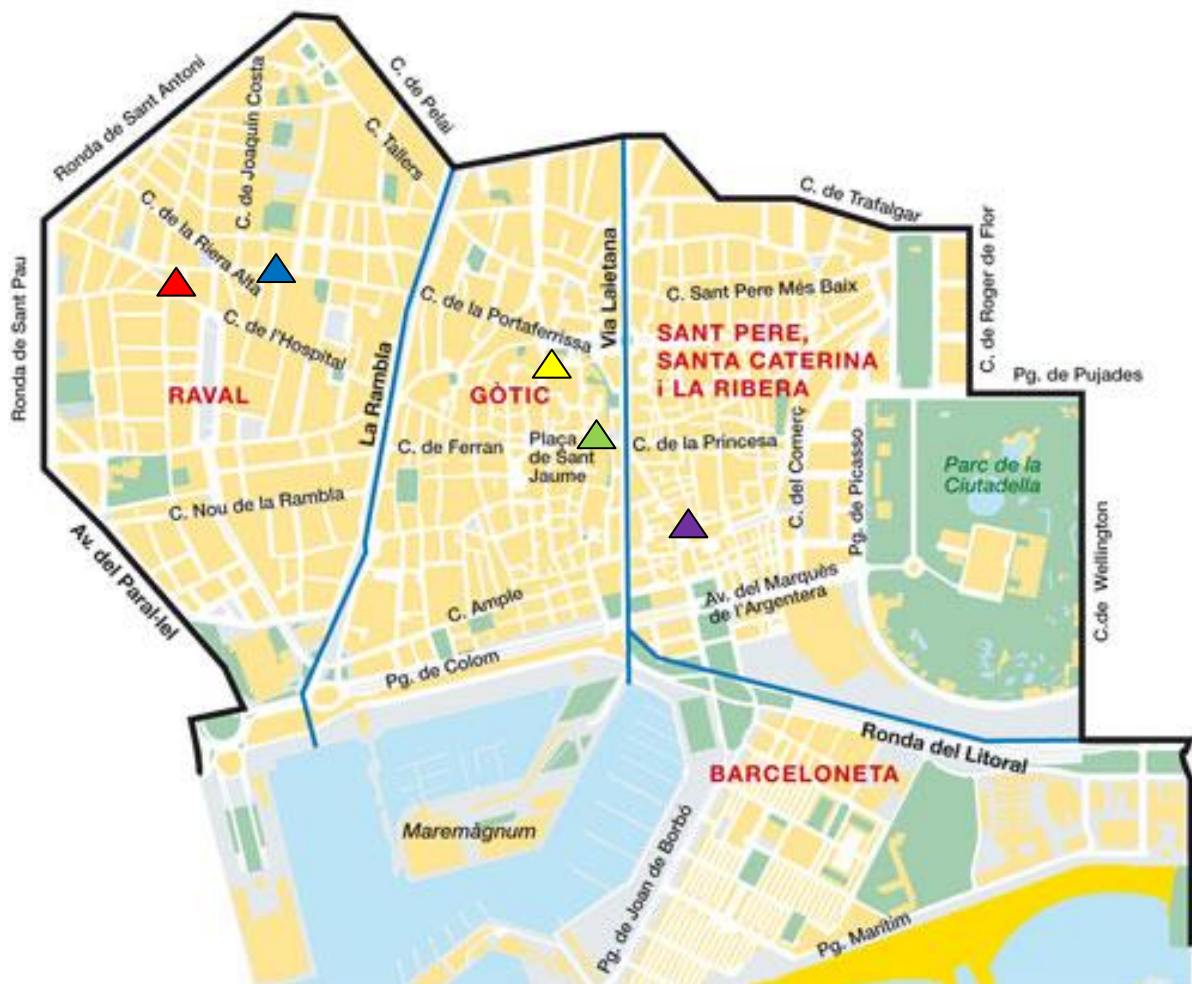 Ronda de Sant Antoni
C. de Pelai
C. de Joaquín Costa
C. Tallers
C. de Trafalgar
C. de Roger de Flor
C. de la Riera Alta
Ronda de Sant Pau
C. de l'Hospital
La Rambla
C. de la Portaferrissa
Via Laietana
C. Sant Pere Més Baix
SANT PERE,
SANTA CATERINA
i LA RIBERA
Pg. de Pujades
RAVAL
GÒTIC
C. de Ferran
Plaça
de Sant
Jaume
C. de la Princesa
C. del Comerç
Pg. de Picasso
Parc de la
Ciutadella
C. Nou de la Rambla
Av. del Paral·lel
C.de Wellington
C. Ample
Av. del Marquès
de l'Argentera
Pg. de Colom
Ronda del Litoral
BARCELONETA
Maremàgnum
Pg. de Joan de Borbó
Pg. Marítim